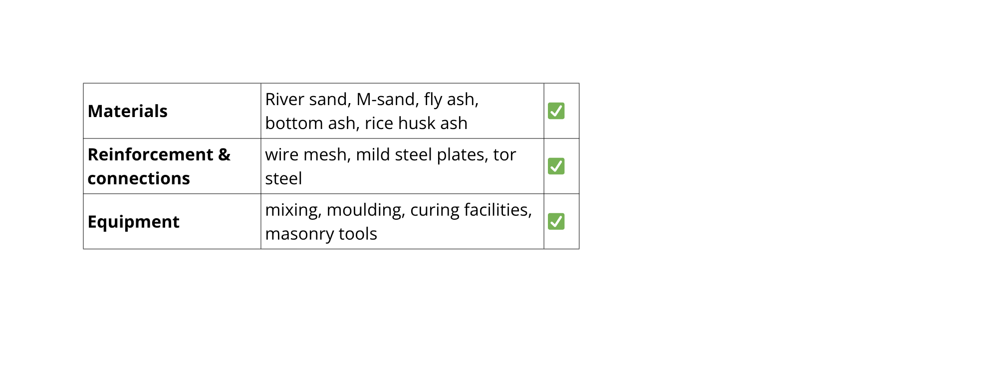 Materials
River sand, M-sand, fly ash,
bottom ash, rice husk ash
✅
Reinforcement &
connections
wire mesh, mild steel plates, tor
steel
✅
Equipment
mixing, moulding, curing facilities,
masonry tools
✅